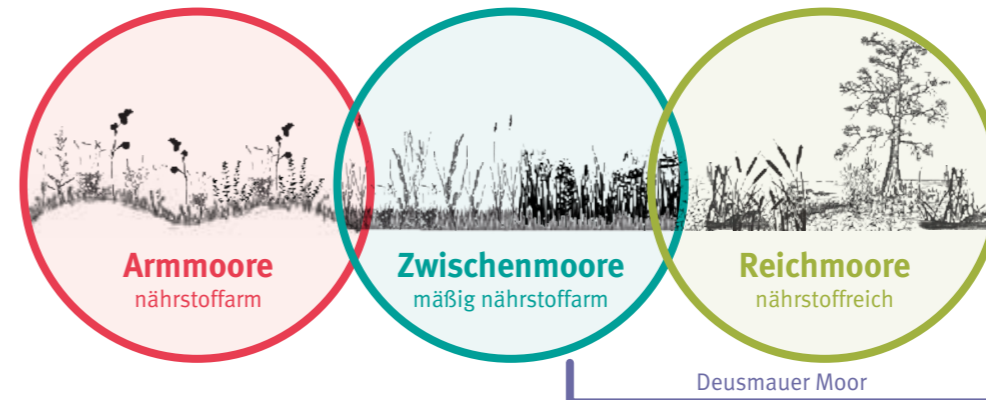 Armmoore
nährstoffarm
Zwischenmoore
mäßig nährstoffarm
Reichmoore
nährstoffreich
Deusmauer Moor